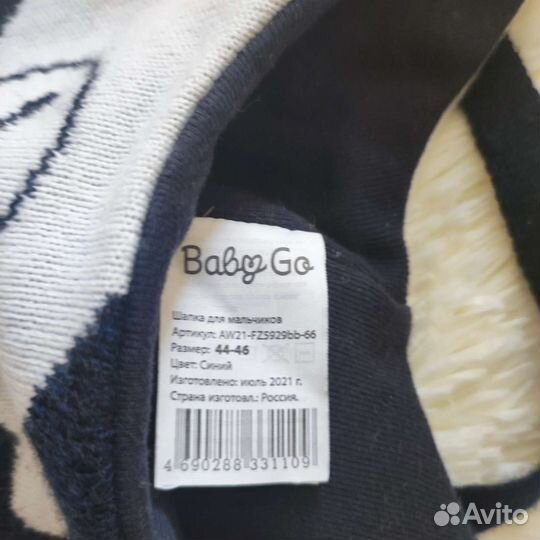 Baby Go
Шапка для мальчиков
Артикул: AW21-FZ5929bb-66
Размер: 44-46
Цвет: Синий
Изготовлено: июль 2021 г.
Страна изготовл.: Россия.
4 690288 331109
Avito